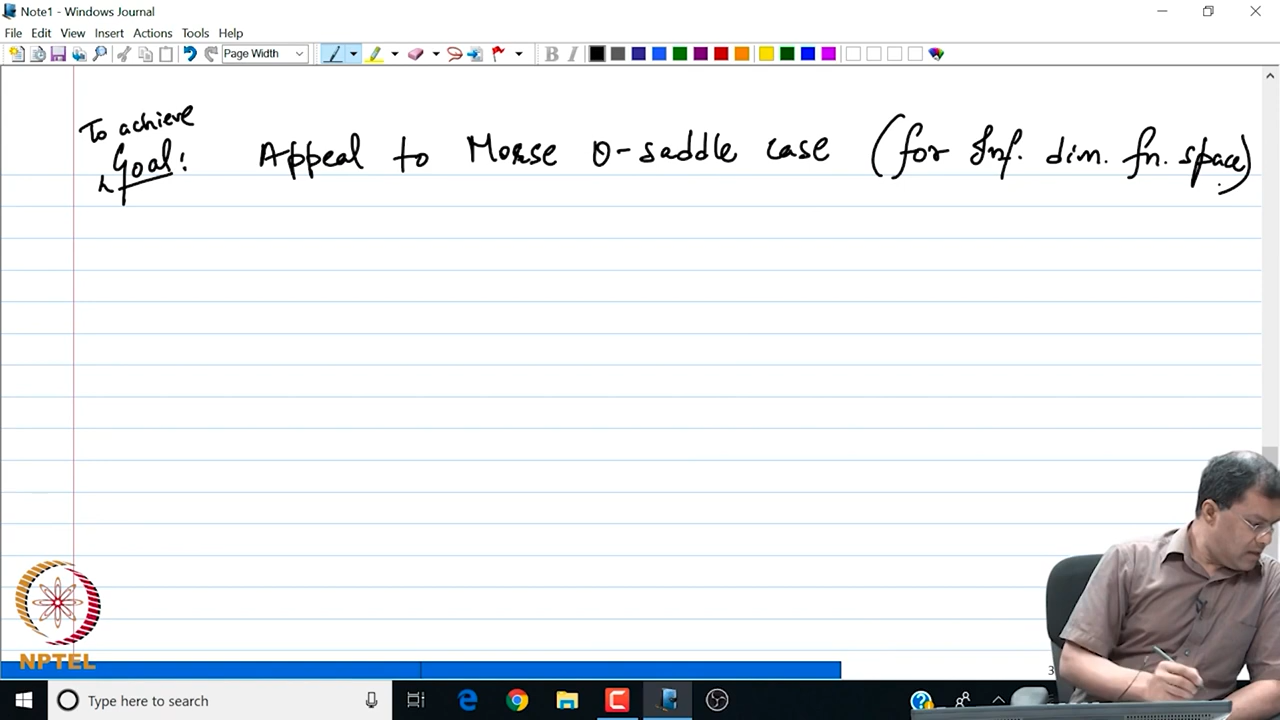 Note1 - Windows Journal
File Edit View Insert Actions Tools Help
Page Width
B I
To achieve
Goal: Appeal to Morse 0-saddle case (for Inf. dim. fn. space)
3
NPTEL
Type here to search